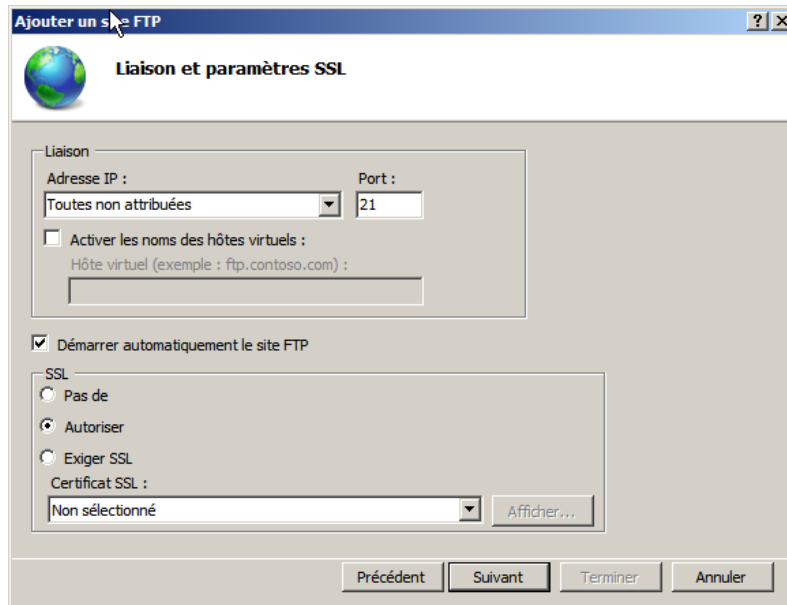 Ajouter un site FTP
Liaison et paramètres SSL
Liaison
Adresse IP :
Port :
Toutes non attribuées
21
Activer les noms des hôtes virtuels :
Hôte virtuel (exemple : ftp.contoso.com) :
Démarrer automatiquement le site FTP
SSL
Pas de
Autoriser
Exiger SSL
Certificat SSL :
Non sélectionné
Afficher...
Précédent
Suivant
Terminer
Annuler